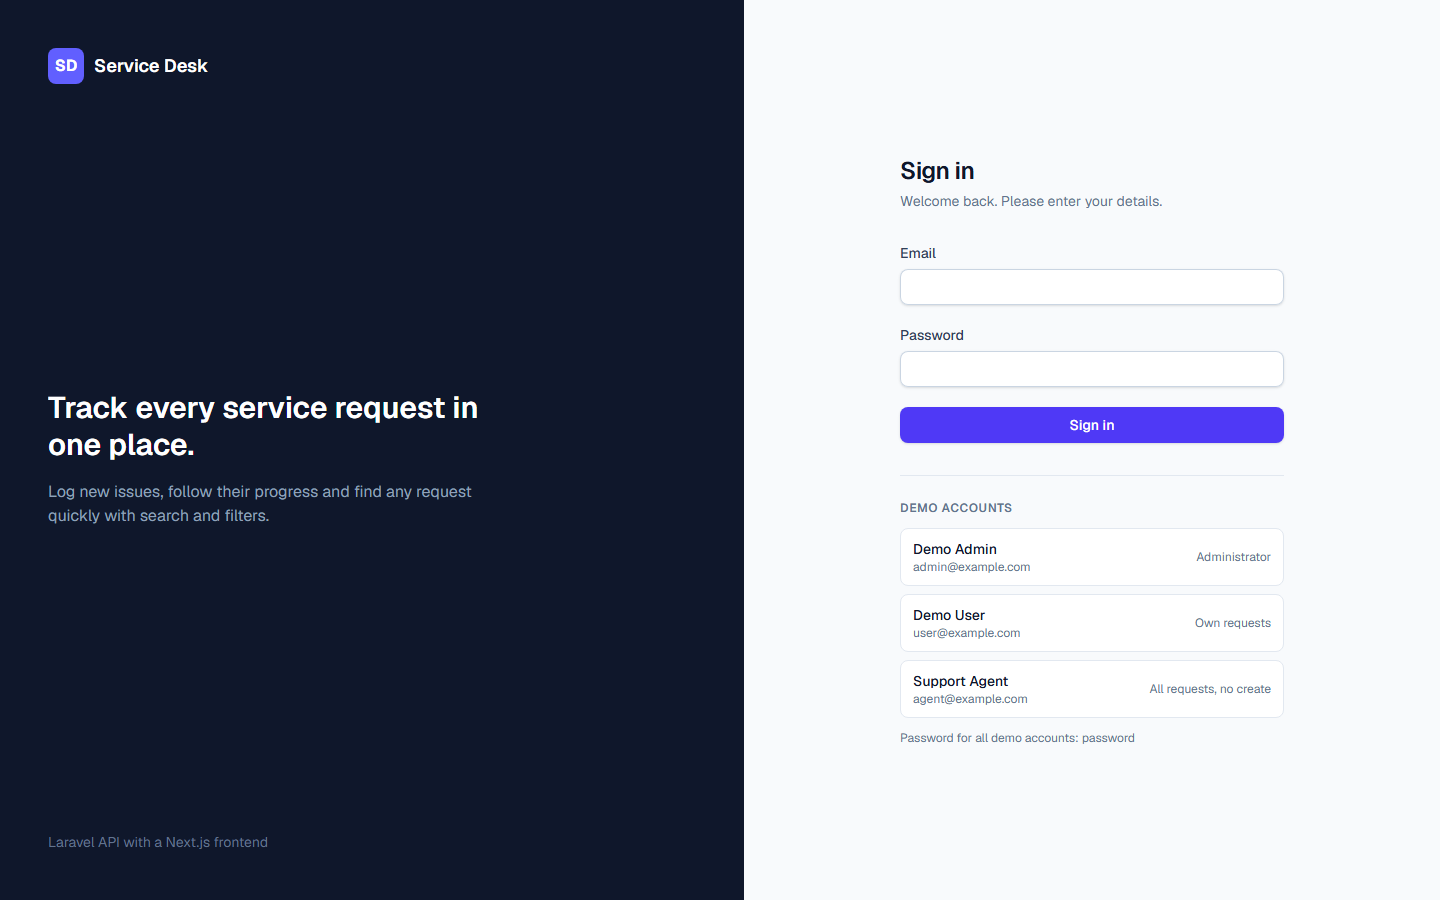 SD Service Desk
Track every service request in
one place.
Log new issues, follow their progress and find any request
quickly with search and filters.
Laravel API with a Next.js frontend
Sign in
Welcome back. Please enter your details.
Email
Password
Sign in
DEMO ACCOUNTS
Demo Admin
admin@example.com
Administrator
Demo User
user@example.com
Own requests
Support Agent
agent@example.com
All requests, no create
Password for all demo accounts: password